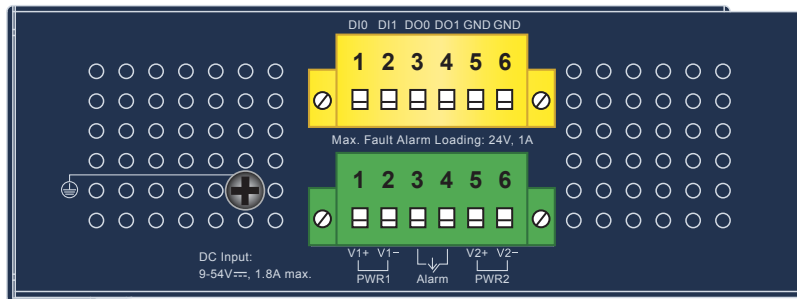 DI0 DI1 DO0 DO1 GND GND
1 2 3 4 5 6
Max. Fault Alarm Loading: 24V, 1A
1 2 3 4 5 6
V1+ V1− V2+ V2−
PWR1 Alarm PWR2
DC Input:
9-54V⎓, 1.8A max.